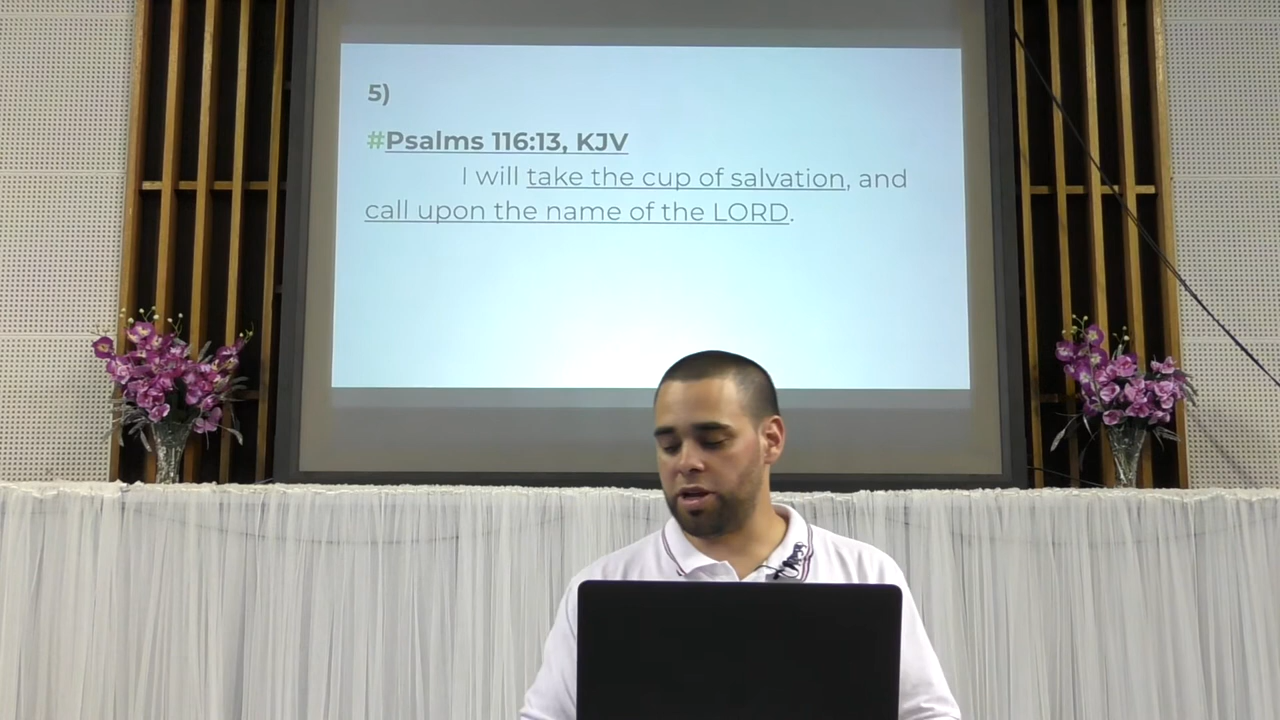 5)
#Psalms 116:13, KJV
I will take the cup of salvation, and
call upon the name of the LORD.